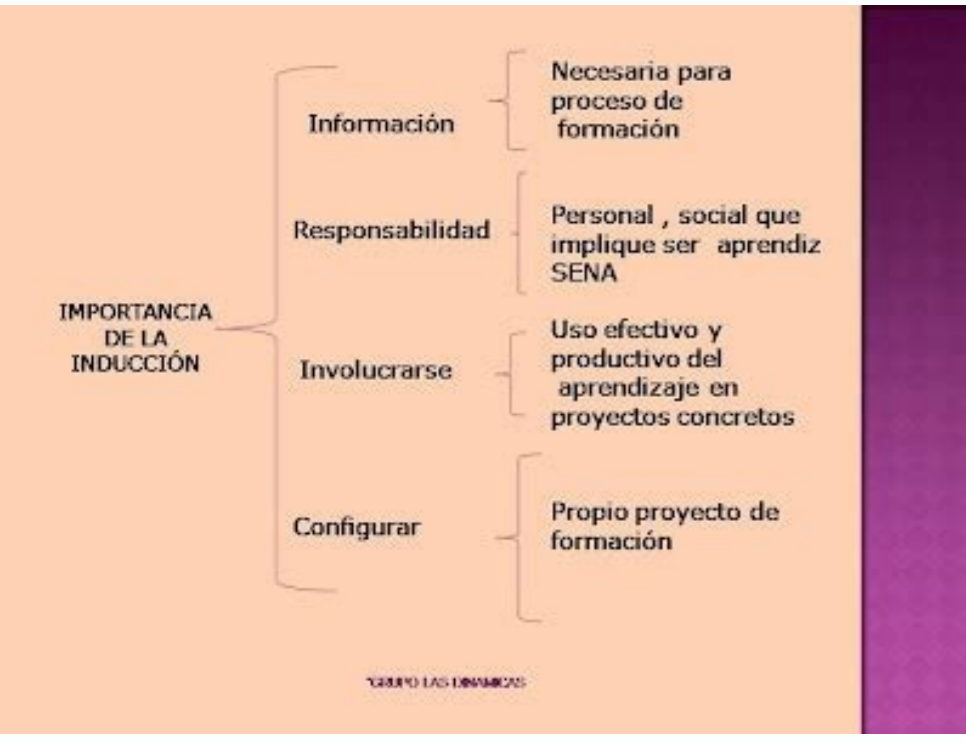 Información
Necesaria para
proceso de
formación
Responsabilidad
Personal , social que
implique ser aprendiz
SENA
IMPORTANCIA
DE LA
INDUCCIÓN
Involucrarse
Uso efectivo y
productivo del
aprendizaje en
proyectos concretos
Configurar
Propio proyecto de
formación
*GRUPO LAS DINAMICAS